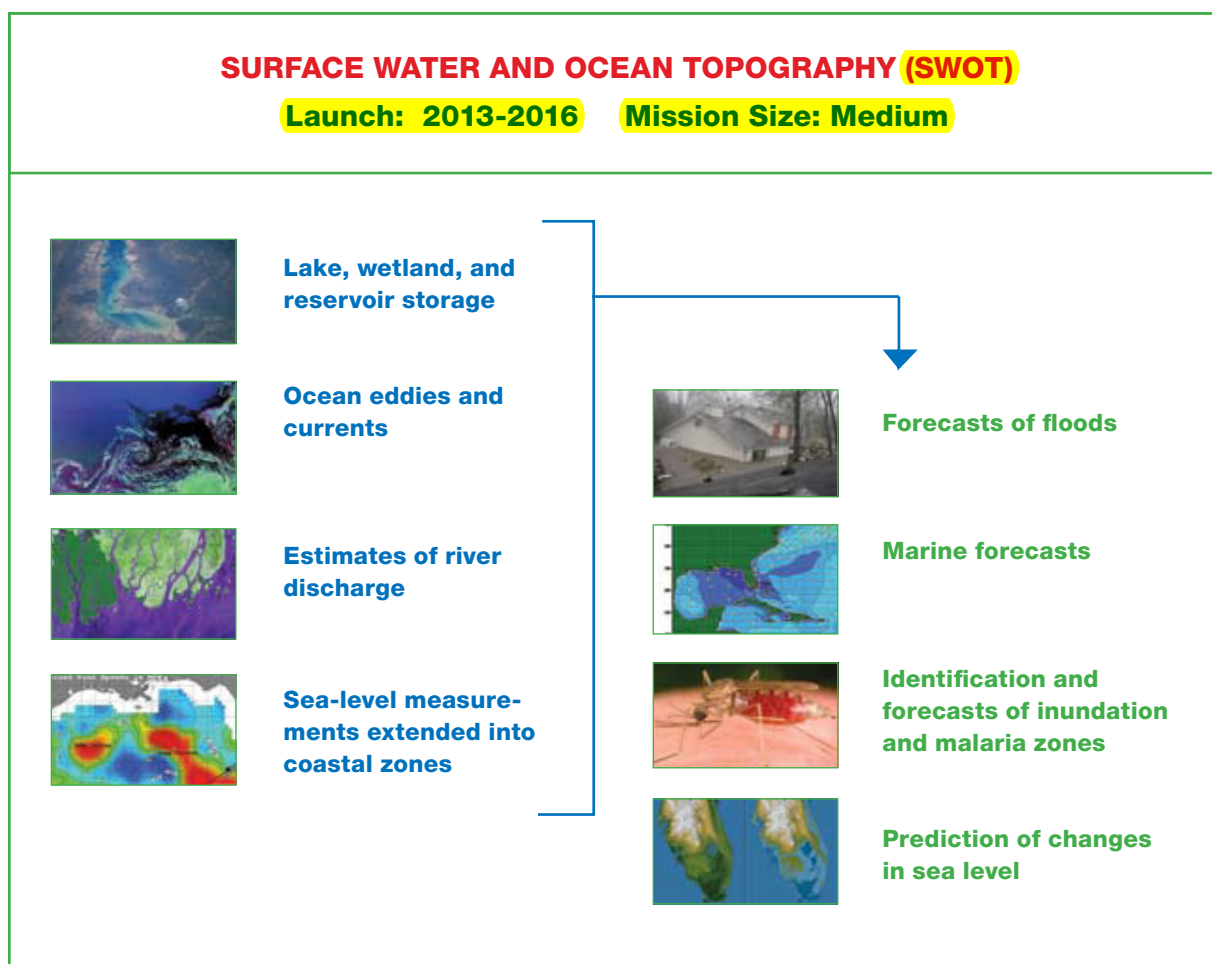 SURFACE WATER AND OCEAN TOPOGRAPHY (SWOT)
Launch: 2013-2016 Mission Size: Medium
Lake, wetland, and
reservoir storage
Ocean eddies and
currents
Estimates of river
discharge
Sea-level measure-
ments extended into
coastal zones
Forecasts of floods
Marine forecasts
Identification and
forecasts of inundation
and malaria zones
Prediction of changes
in sea level